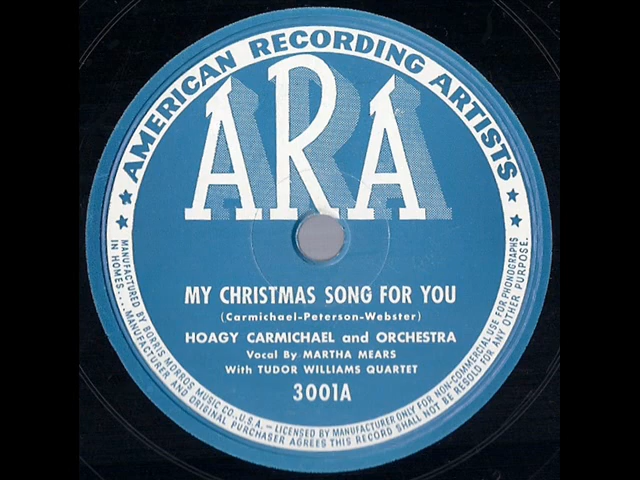 ★ ★ AMERICAN RECORDING ARTISTS ★ ★
ARA
MY CHRISTMAS SONG FOR YOU
(Carmichael-Peterson-Webster)
HOAGY CARMICHAEL and ORCHESTRA
Vocal By MARTHA MEARS
With TUDOR WILLIAMS QUARTET
3001A
MANUFACTURED BY BORRIS MORROS MUSIC CO., U.S.A. – LICENSED BY MANUFACTURER ONLY FOR NON-COMMERCIAL USE FOR PHONOGRAPHS
IN HOMES.... MANUFACTURER AND ORIGINAL PURCHASER AGREES THIS RECORD SHALL NOT BE RESOLD FOR ANY OTHER PURPOSE.